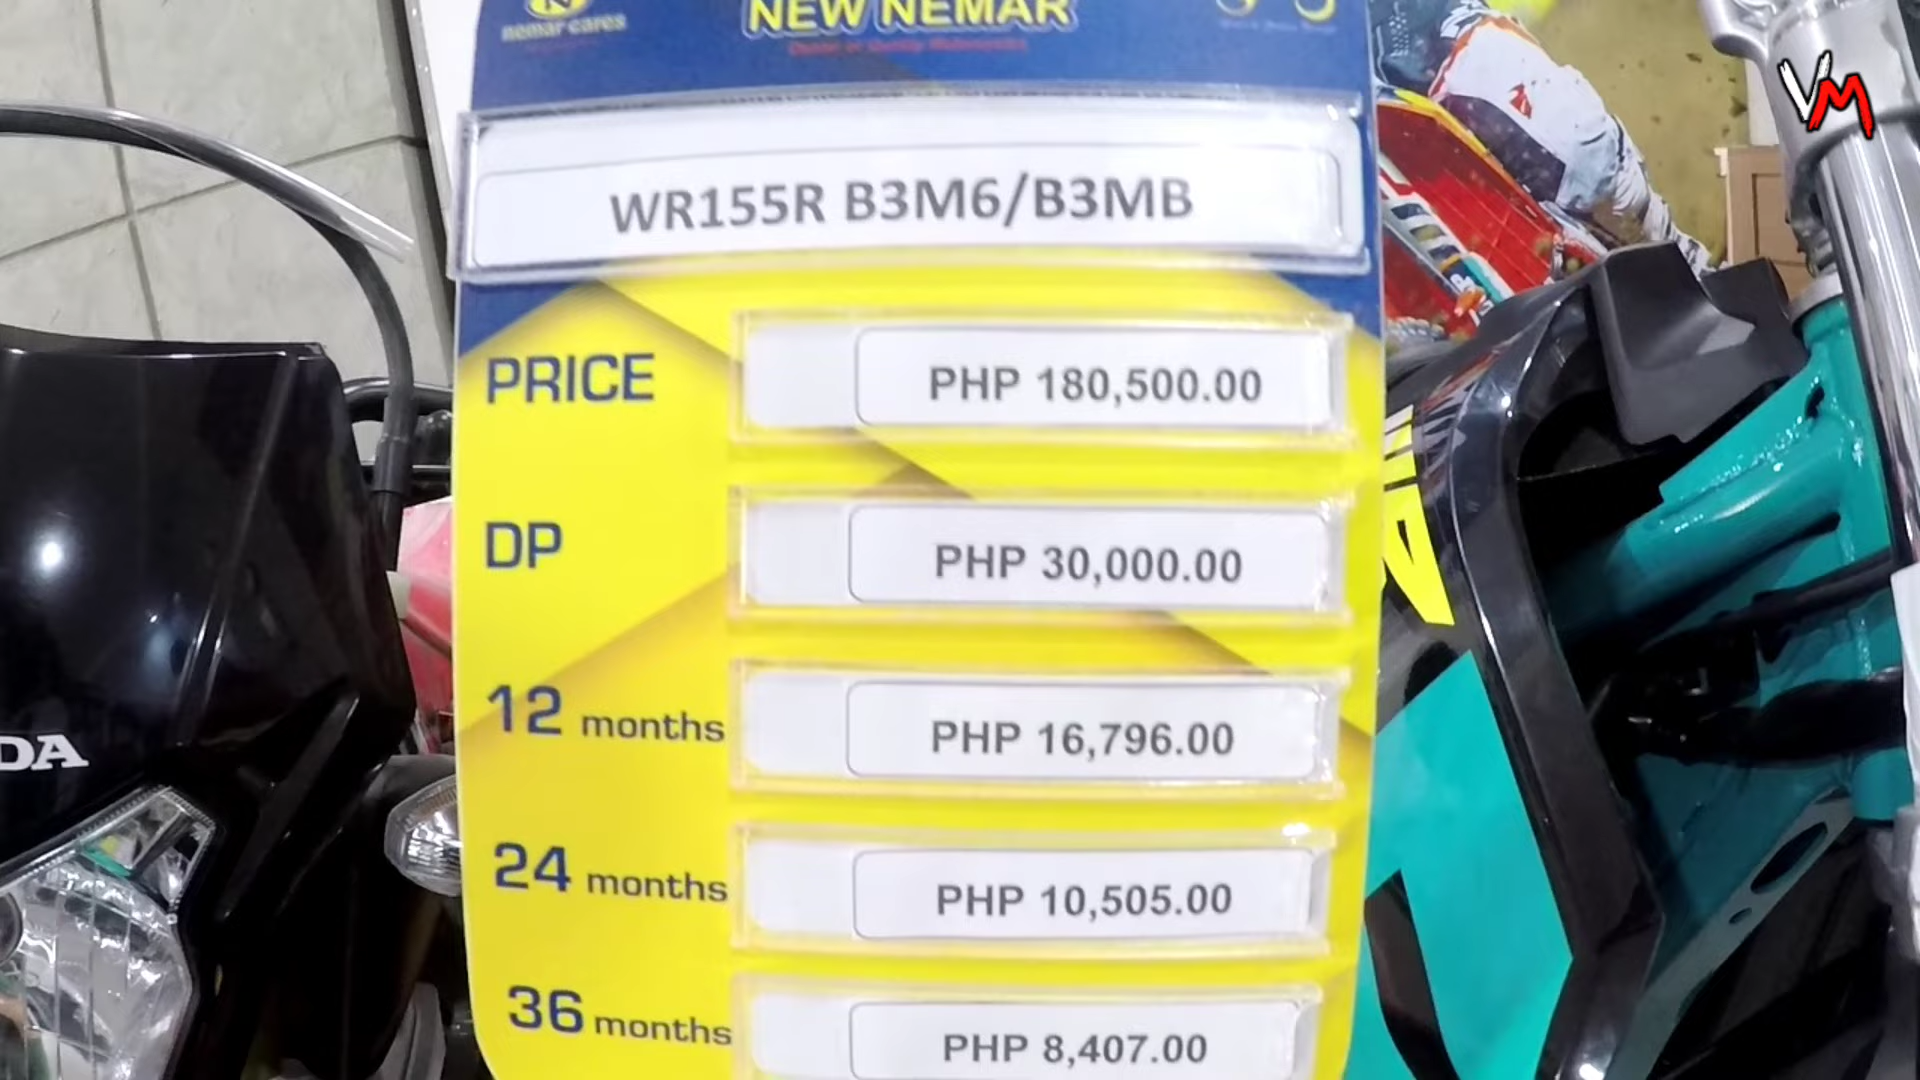 nemar cares
NEW NEMAR
WR155R B3M6/B3MB
PRICE
PHP 180,500.00
DP
PHP 30,000.00
12 months
PHP 16,796.00
24 months
PHP 10,505.00
36 months
PHP 8,407.00
DA
VM